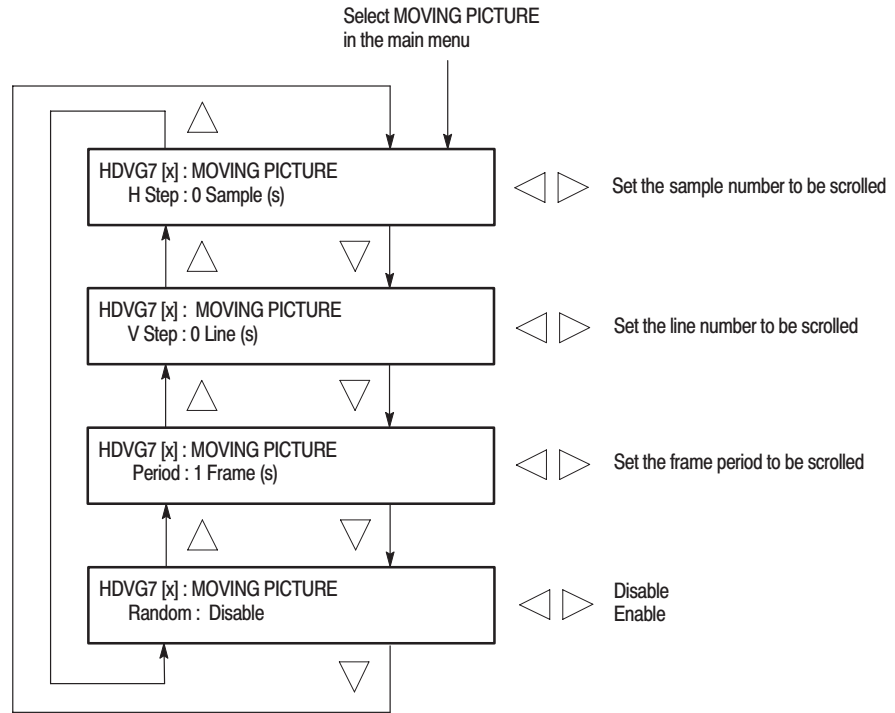 Select MOVING PICTURE
in the main menu
HDVG7 [x] : MOVING PICTURE
H Step : 0 Sample (s)
Set the sample number to be scrolled
HDVG7 [x] : MOVING PICTURE
V Step : 0 Line (s)
Set the line number to be scrolled
HDVG7 [x] : MOVING PICTURE
Period : 1 Frame (s)
Set the frame period to be scrolled
HDVG7 [x] : MOVING PICTURE
Random : Disable
Disable
Enable